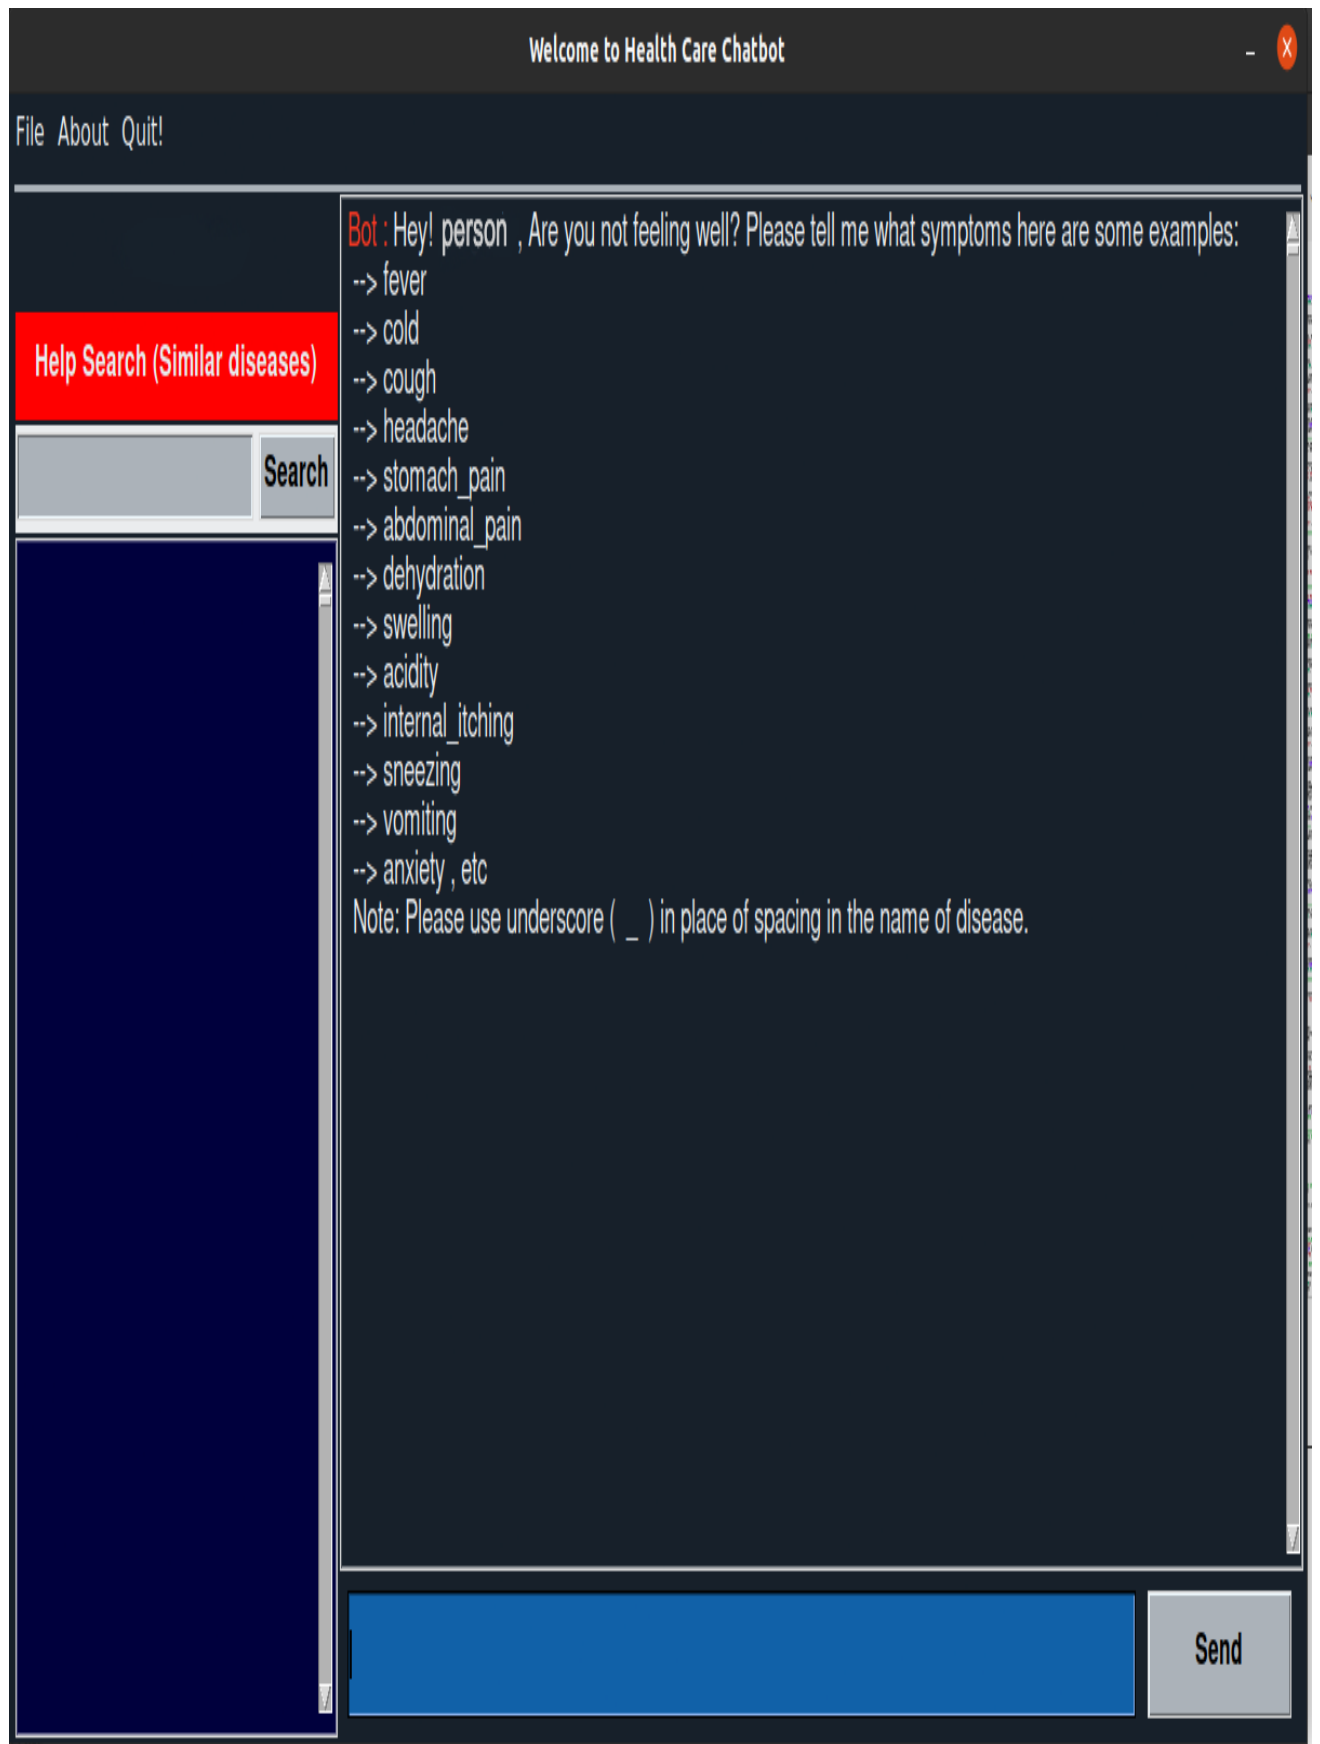 Welcome to Health Care Chatbot
File About Quit!
Help Search (Similar diseases)
Search
Bot : Hey! person , Are you not feeling well? Please tell me what symptoms here are some examples:
--> fever
--> cold
--> cough
--> headache
--> stomach_pain
--> abdominal_pain
--> dehydration
--> swelling
--> acidity
--> internal_itching
--> sneezing
--> vomiting
--> anxiety , etc
Note: Please use underscore ( _ ) in place of spacing in the name of disease.
Send